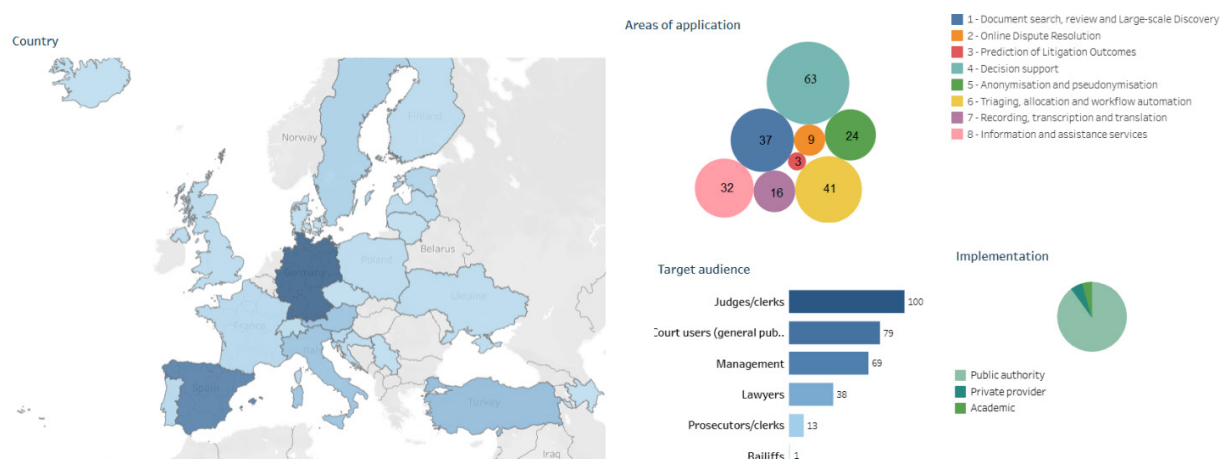 Country
Norway
Finland
Belarus
Poland
Germany
Ukraine
France
Italy
Spain
Turkey
Iraq
Areas of application
63
37
9
24
3
32
16
41
1 - Document search, review and Large-scale Discovery
2 - Online Dispute Resolution
3 - Prediction of Litigation Outcomes
4 - Decision support
5 - Anonymisation and pseudonymisation
6 - Triaging, allocation and workflow automation
7 - Recording, transcription and translation
8 - Information and assistance services
Target audience
Judges/clerks 100
Court users (general pub.. 79
Management 69
Lawyers 38
Prosecutors/clerks 13
Bailiffs 1
Implementation
Public authority
Private provider
Academic